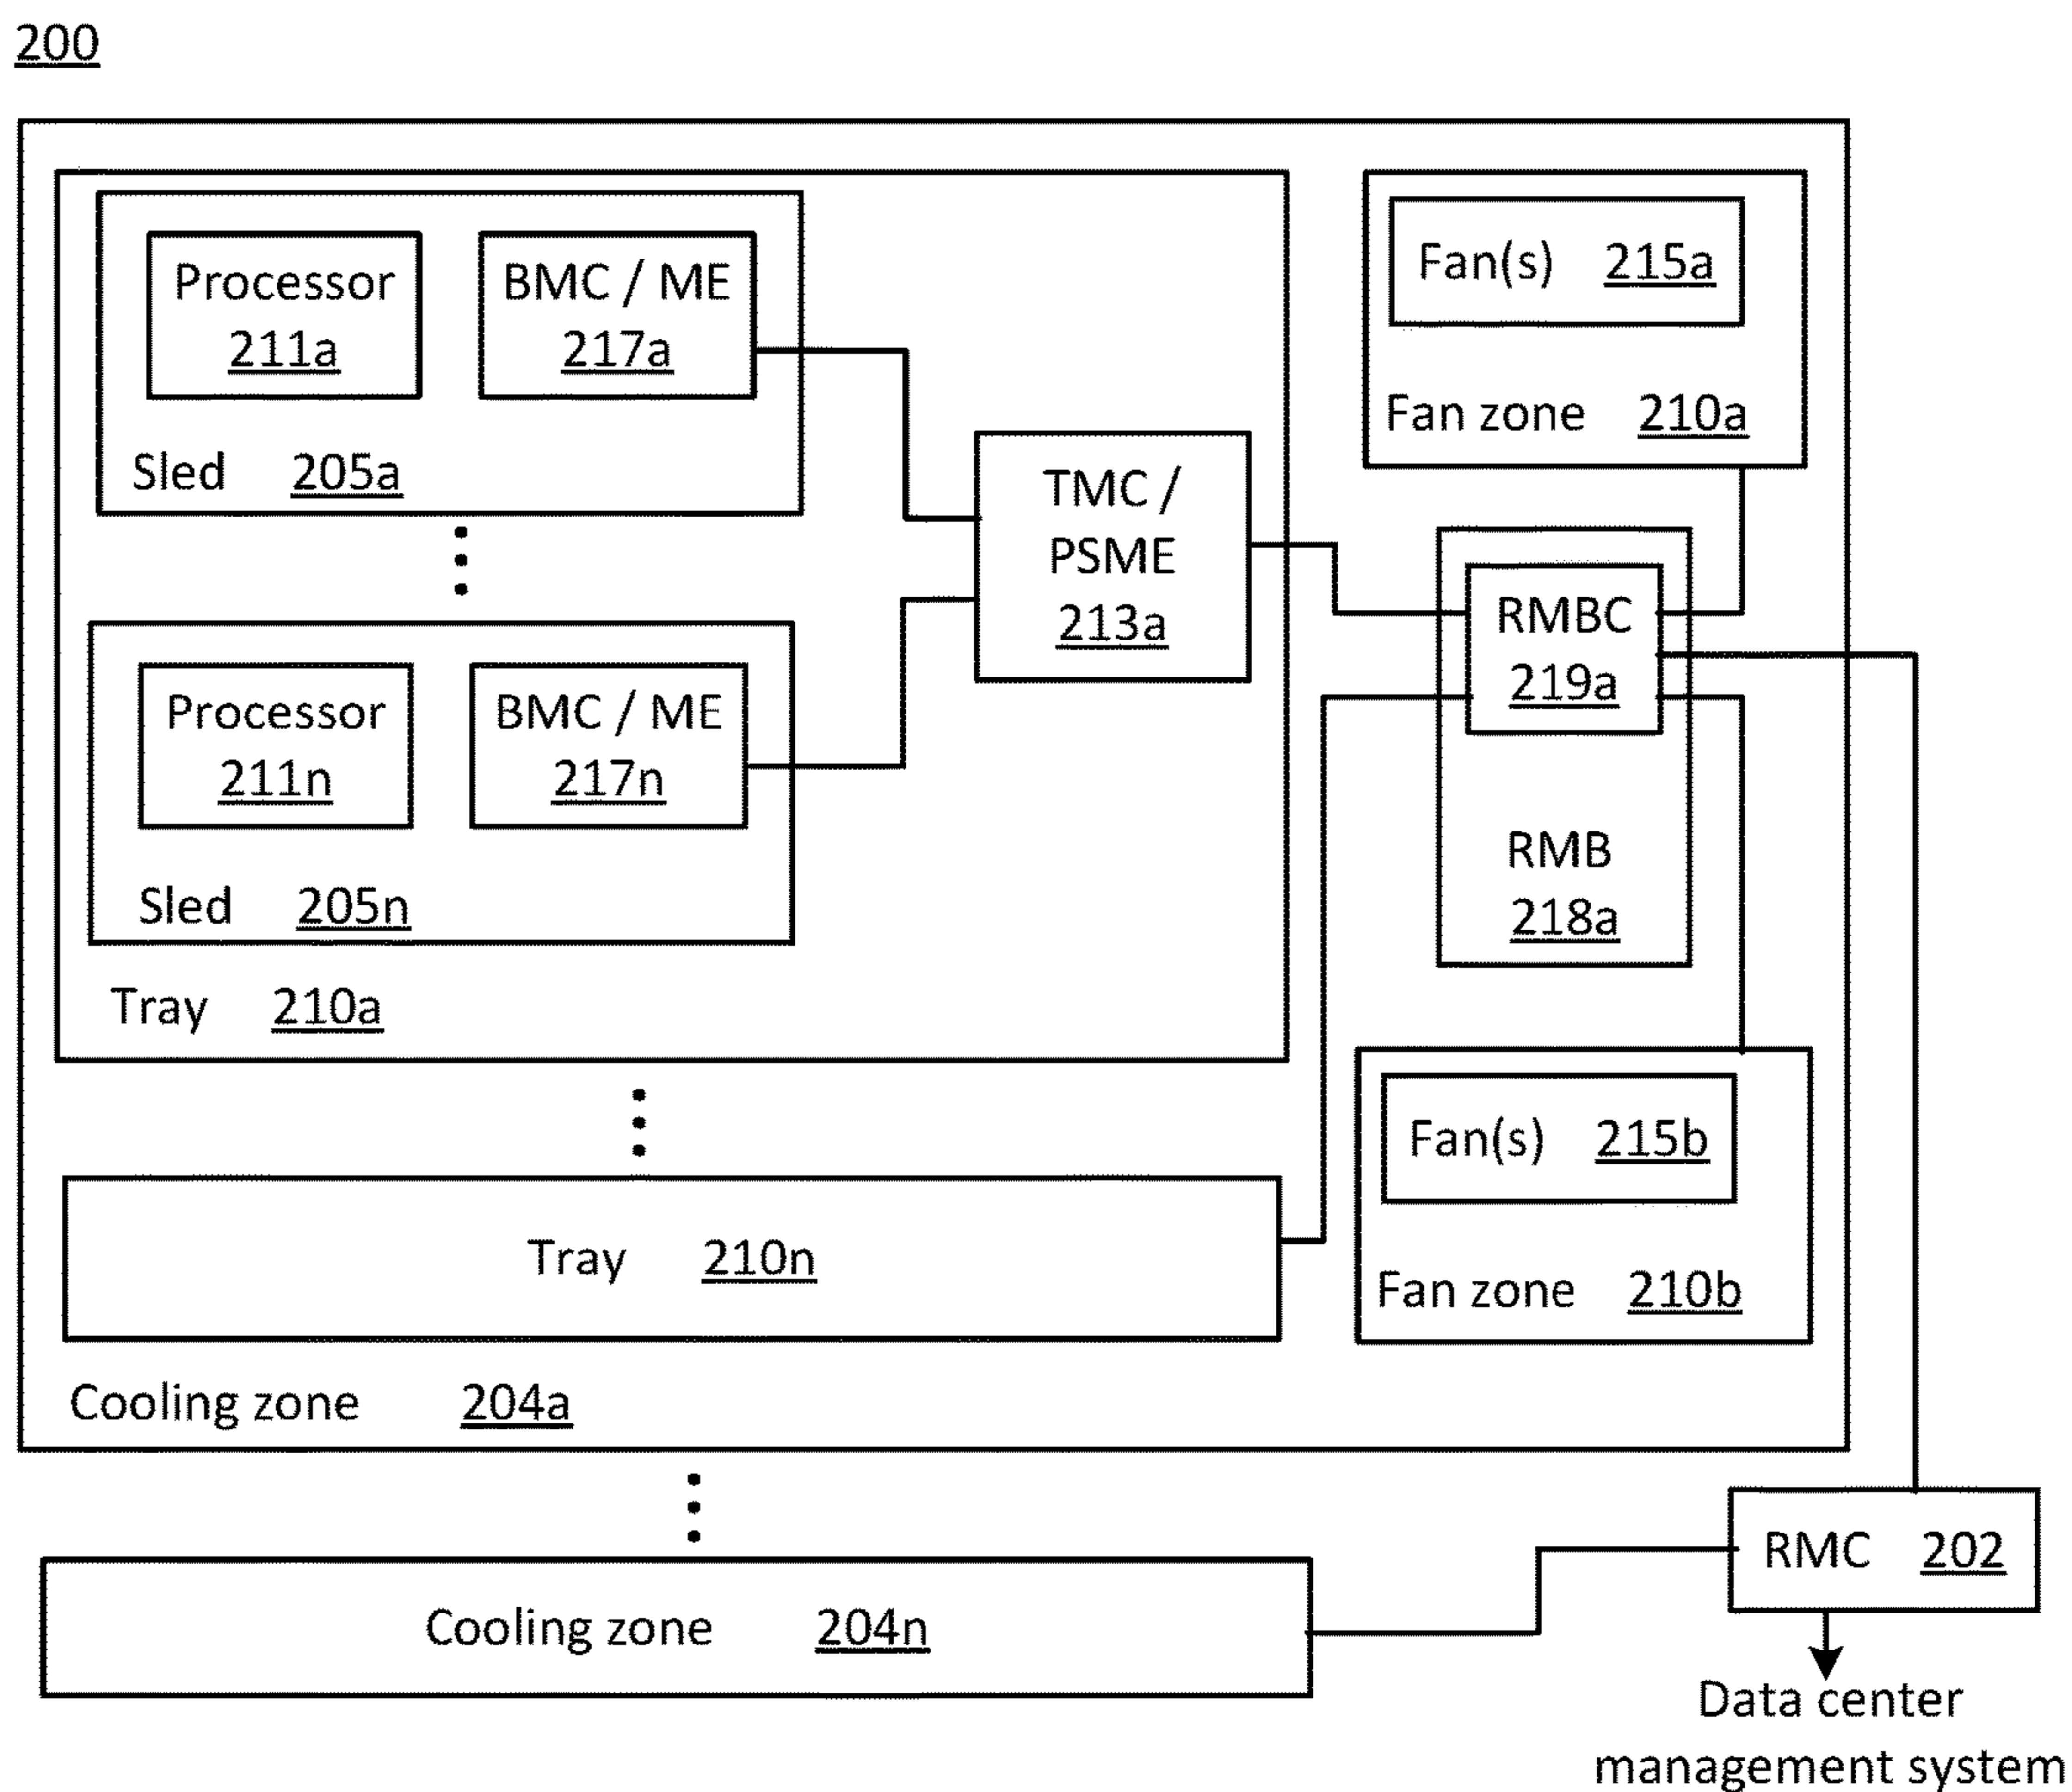 200
Processor
211a
BMC / ME
217a
Sled 205a
Processor
211n
BMC / ME
217n
Sled 205n
Tray 210a
TMC /
PSME
213a
Fan(s) 215a
Fan zone 210a
RMBC
219a
RMB
218a
Fan(s) 215b
Fan zone 210b
Tray 210n
Cooling zone 204a
Cooling zone 204n
RMC 202
Data center
management system